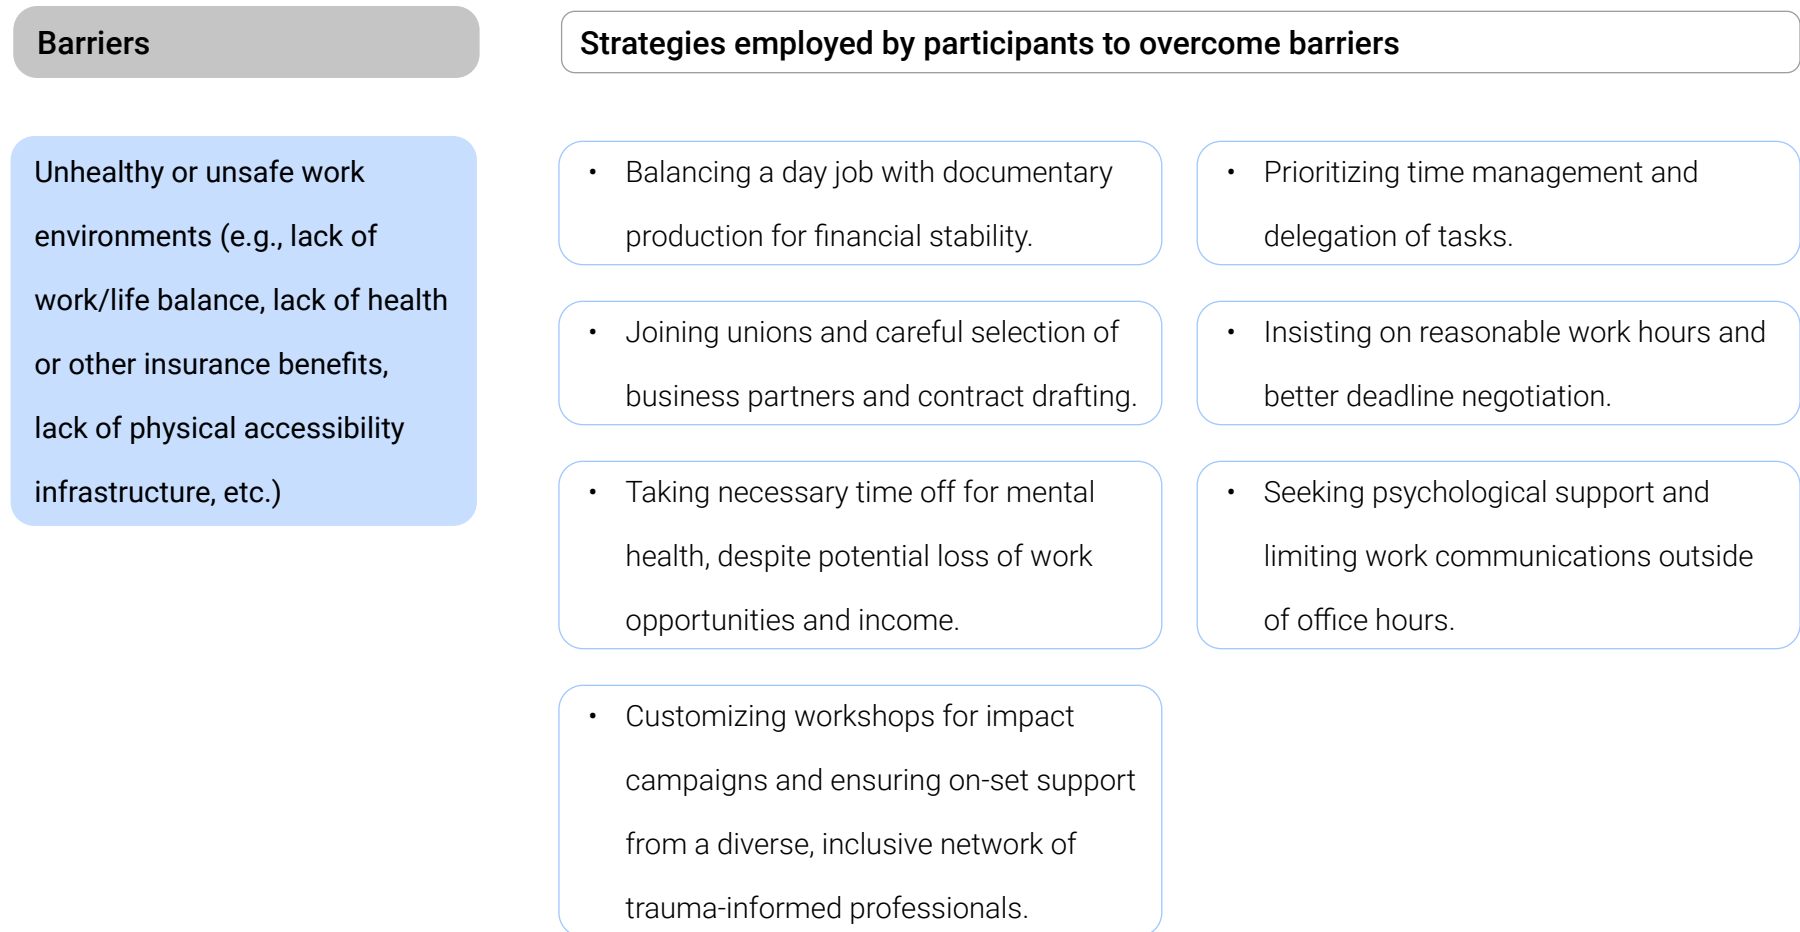 Barriers
Strategies employed by participants to overcome barriers
Unhealthy or unsafe work
environments (e.g., lack of
work/life balance, lack of health
or other insurance benefits,
lack of physical accessibility
infrastructure, etc.)
• Balancing a day job with documentary
production for financial stability.
• Prioritizing time management and
delegation of tasks.
• Joining unions and careful selection of
business partners and contract drafting.
• Insisting on reasonable work hours and
better deadline negotiation.
• Taking necessary time off for mental
health, despite potential loss of work
opportunities and income.
• Seeking psychological support and
limiting work communications outside
of office hours.
• Customizing workshops for impact
campaigns and ensuring on-set support
from a diverse, inclusive network of
trauma-informed professionals.